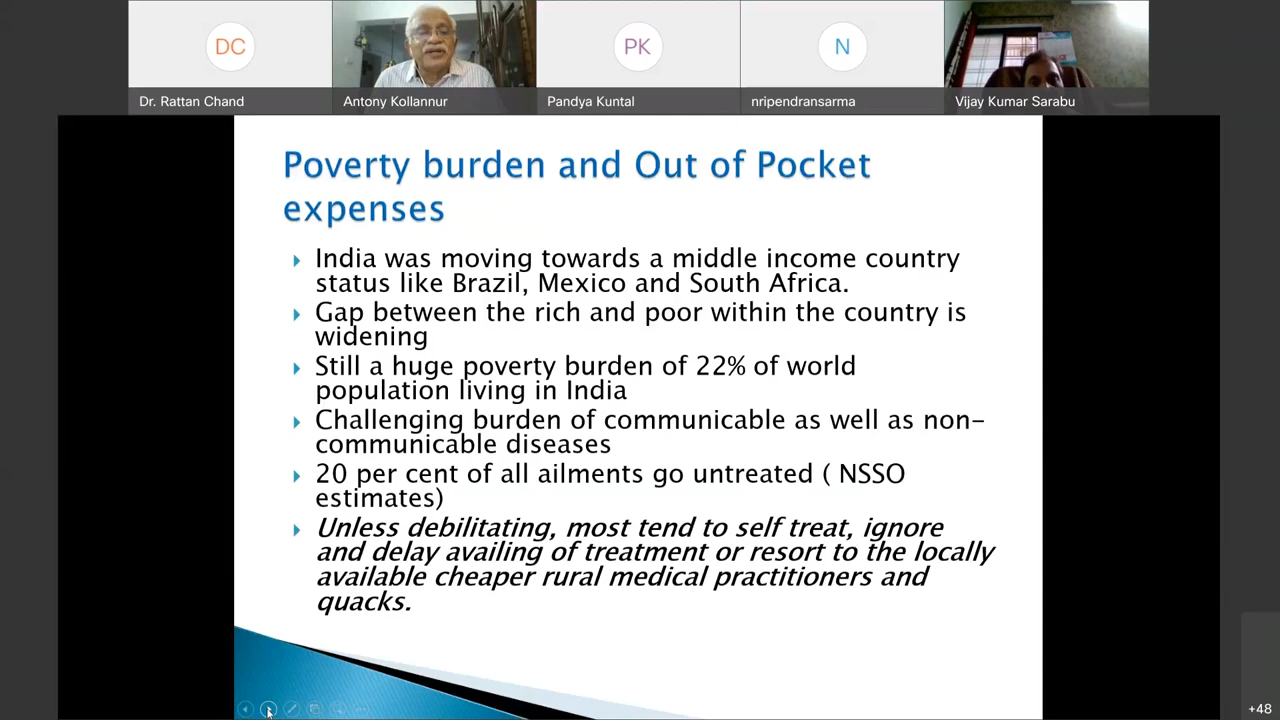 DC
PK
N
Dr. Rattan Chand
Antony Kollannur
Pandya Kuntal
nripendransarma
Vijay Kumar Sarabu
Poverty burden and Out of Pocket
expenses
India was moving towards a middle income country
status like Brazil, Mexico and South Africa.
Gap between the rich and poor within the country is
widening
Still a huge poverty burden of 22% of world
population living in India
Challenging burden of communicable as well as non-
communicable diseases
20 per cent of all ailments go untreated ( NSSO
estimates)
Unless debilitating, most tend to self treat, ignore
and delay availing of treatment or resort to the locally
available cheaper rural medical practitioners and
quacks.
+48